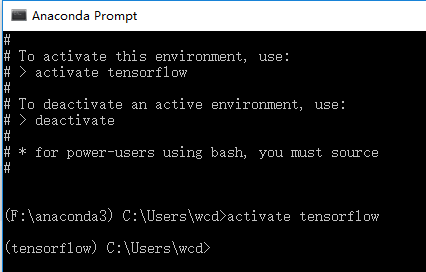 Anaconda Prompt
#
# To activate this environment, use:
# > activate tensorflow
#
# To deactivate an active environment, use:
# > deactivate
#
# * for power-users using bash, you must source
#
(F:\anaconda3) C:\Users\wcd>activate tensorflow
(tensorflow) C:\Users\wcd>